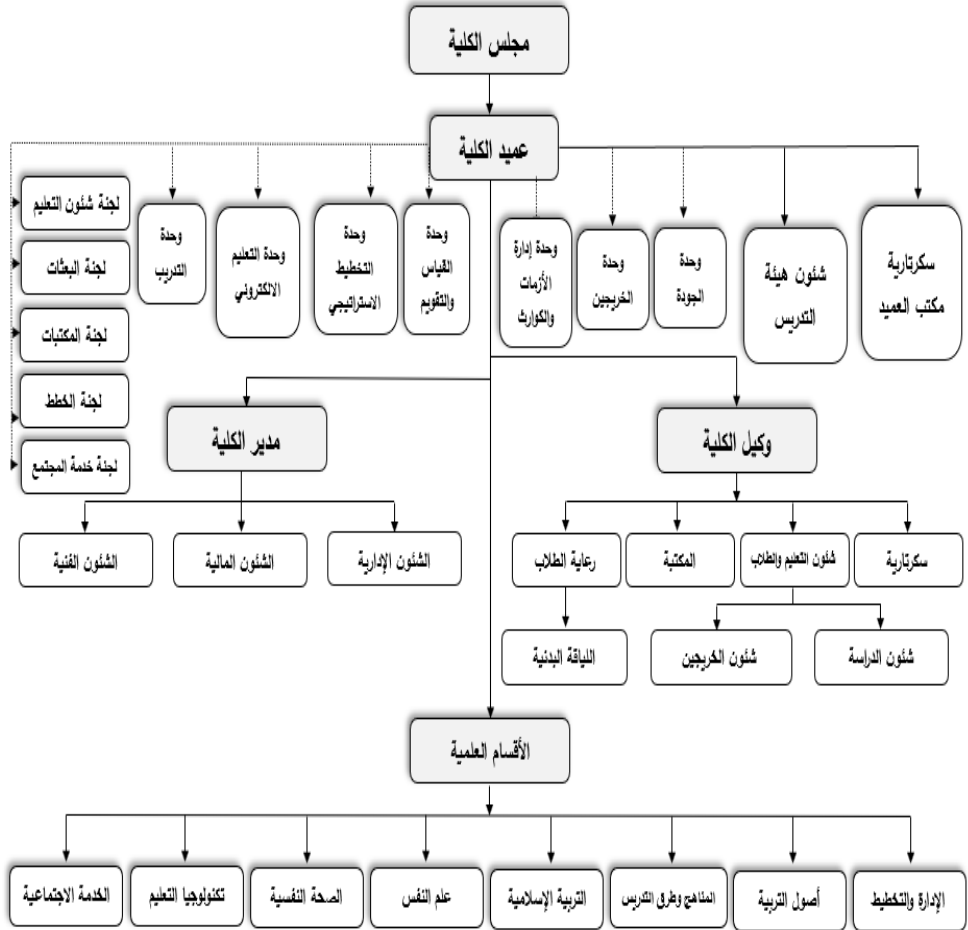 مجلس الكلية
عميد الكلية
سكرتارية
مكتب العميد
شئون هيئة
التدريس
وحدة
الجودة
وحدة
الخريجين
وحدة إدارة
الأزمات
والكوارث
وحدة
القياس
والتقويم
وحدة
التخطيط
الاستراتيجي
وحدة التعليم
الالكتروني
وحدة
التدريب
لجنة شئون التعليم
لجنة البعثات
لجنة المكتبات
لجنة الخطط
لجنة خدمة المجتمع
وكيل الكلية
مدير الكلية
سكرتارية
شئون التعليم والطلاب
المكتبة
رعاية الطلاب
الشئون الإدارية
الشئون المالية
الشئون الفنية
شئون الدراسة
شئون الخريجين
اللياقة البدنية
الأقسام العلمية
الإدارة والتخطيط
أصول التربية
المناهج وطرق التدريس
التربية الإسلامية
علم النفس
الصحة النفسية
تكنولوجيا التعليم
الخدمة الاجتماعية